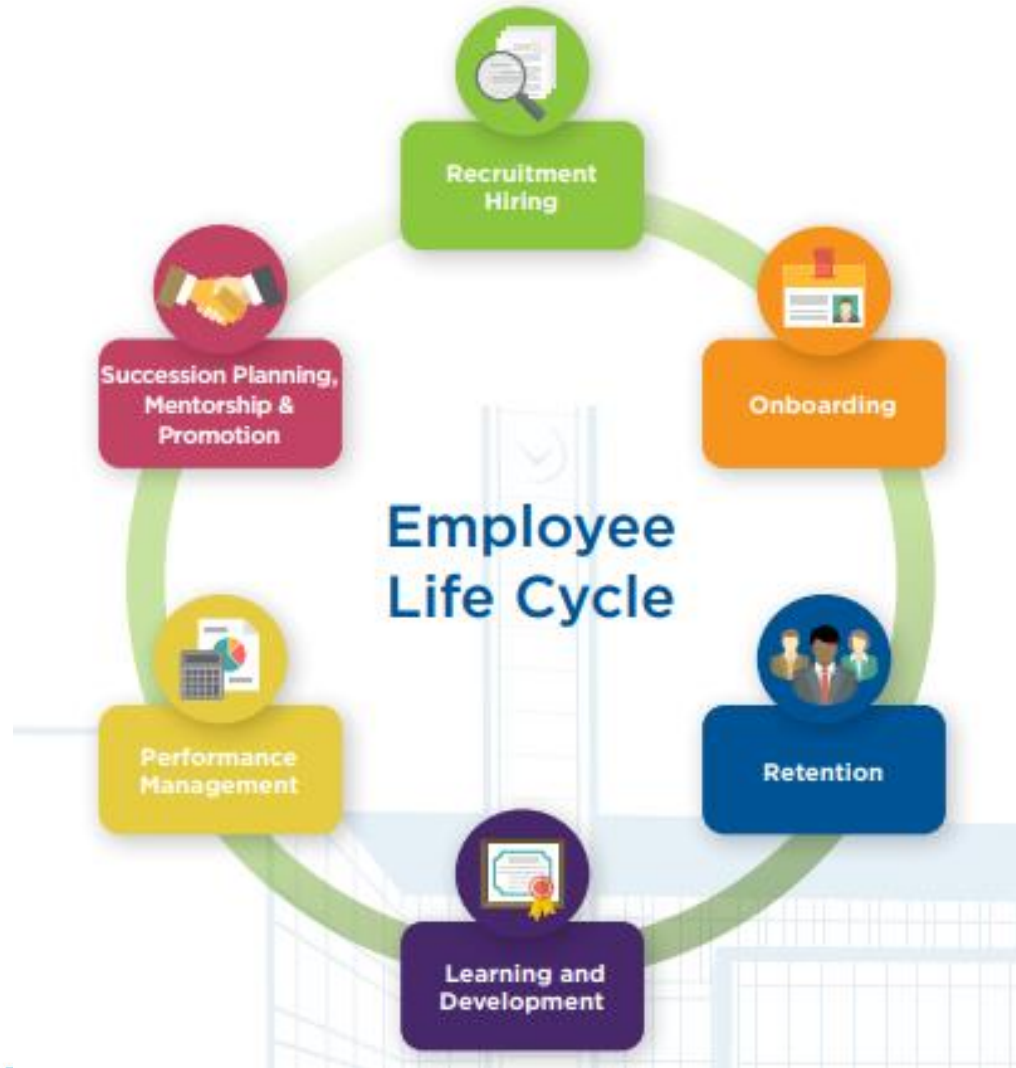 Recruitment
Hiring
Onboarding
Retention
Learning and
Development
Performance
Management
Succession Planning,
Mentorship &
Promotion
Employee
Life Cycle